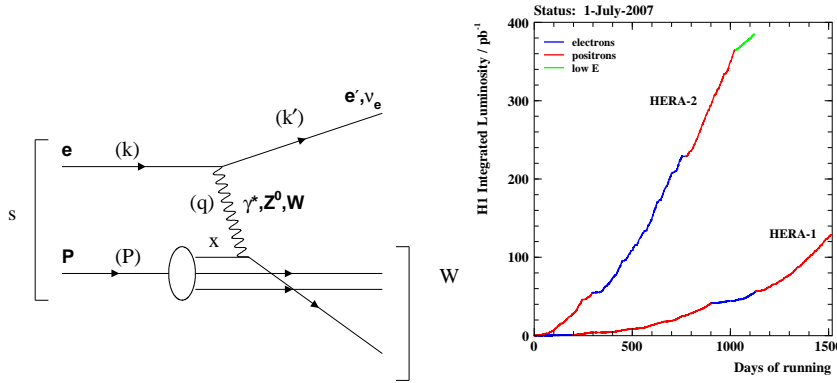 e′,ν_e
(k′)
e
(k)
s
(q)
γ*,Z⁰,W
x
P
(P)
W
Status: 1-July-2007
H1 Integrated Luminosity / pb⁻¹
400
300
200
100
0
electrons
positrons
low E
HERA-2
HERA-1
0
500
1000
1500
Days of running